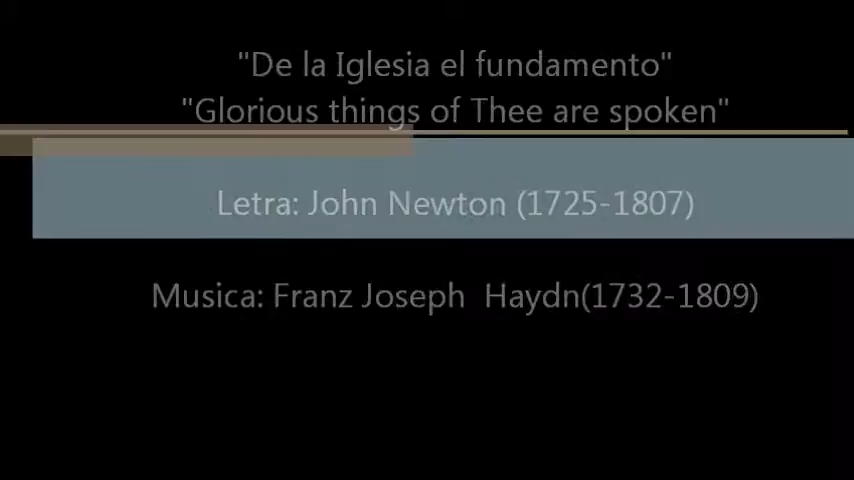 "De la Iglesia el fundamento"
"Glorious things of Thee are spoken"
Letra: John Newton (1725-1807)
Musica: Franz Joseph  Haydn(1732-1809)